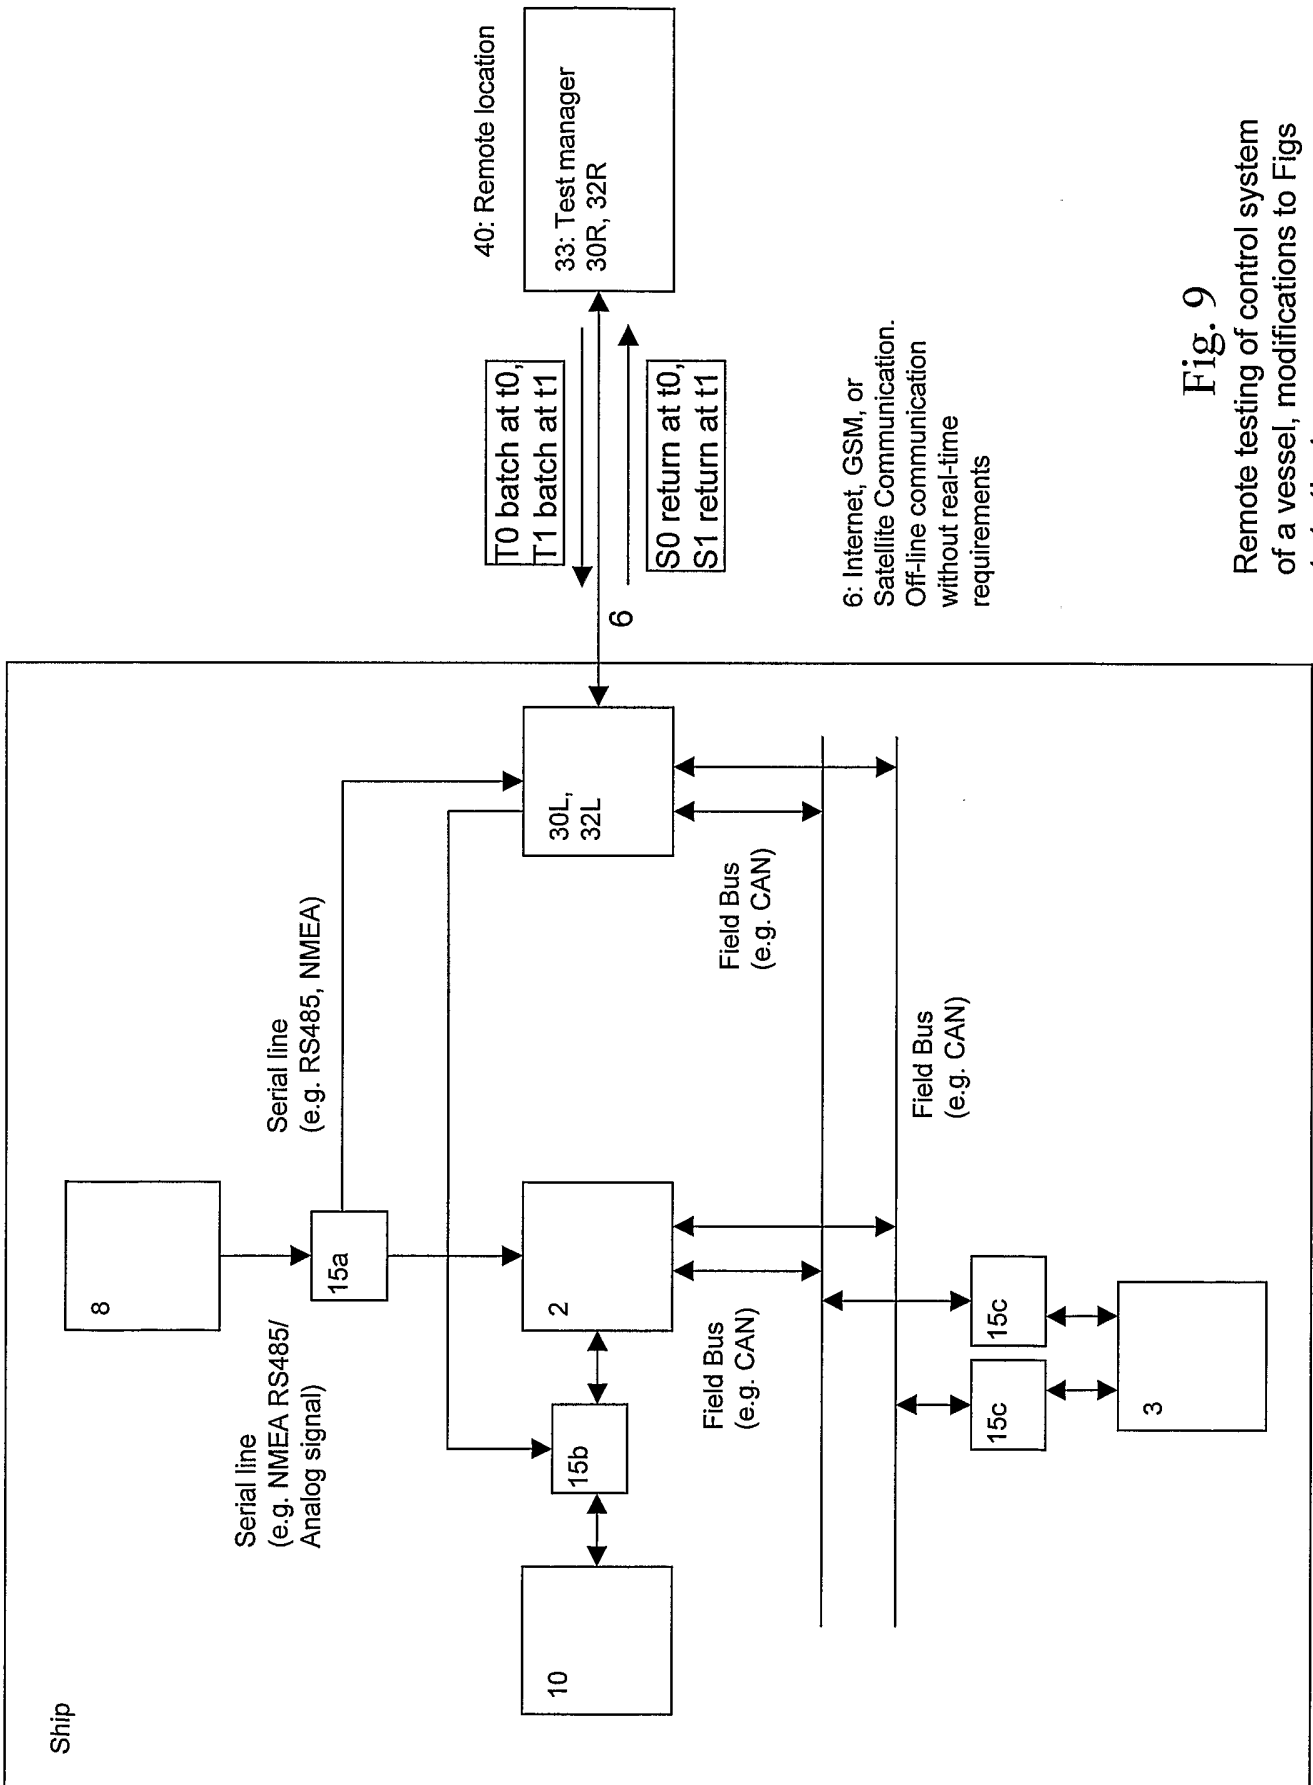 Ship
8
Serial line
(e.g. NMEA RS485/
Analog signal)
15a
Serial line
(e.g. RS485, NMEA)
10
15b
2
30L,
32L
Field Bus
(e.g. CAN)
Field Bus
(e.g. CAN)
Field Bus
(e.g. CAN)
15c
15c
3
6
T0 batch at t0,
T1 batch at t1
S0 return at t0,
S1 return at t1
40: Remote location
33: Test manager
30R, 32R
6: Internet, GSM, or
Satellite Communication.
Off-line communication
without real-time
requirements
Fig. 9
Remote testing of control system
of a vessel, modifications to Figs